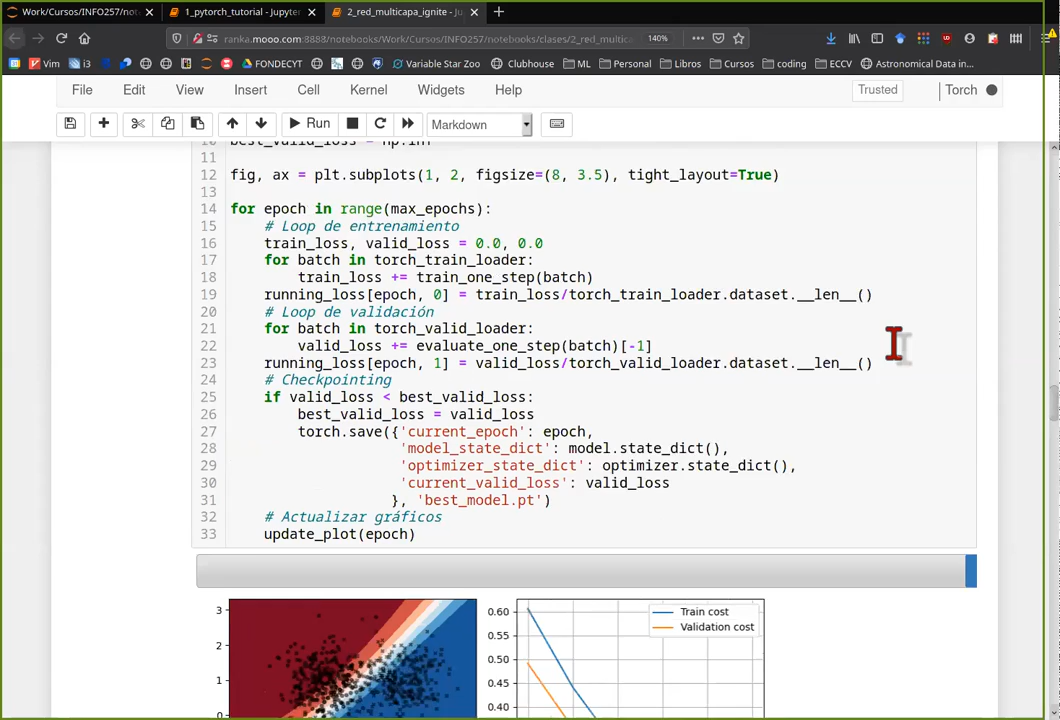 Work/Cursos/INFO257/not
1_pytorch_tutorial - Jupyter
2_red_multicapa_ignite - Ju
ranka.mooo.com:8888/notebooks/Work/Cursos/INFO257/notebooks/clases/2_red_multica
140%
Vim
i3
FONDECYT
Variable Star Zoo
Clubhouse
ML
Personal
Libros
Cursos
coding
ECCV
Astronomical Data in...
File Edit View Insert Cell Kernel Widgets Help
Trusted
Torch
Run
Markdown
10 best_valid_loss = np.inf
11
12 fig, ax = plt.subplots(1, 2, figsize=(8, 3.5), tight_layout=True)
13
14 for epoch in range(max_epochs):
15     # Loop de entrenamiento
16     train_loss, valid_loss = 0.0, 0.0
17     for batch in torch_train_loader:
18         train_loss += train_one_step(batch)
19     running_loss[epoch, 0] = train_loss/torch_train_loader.dataset.__len__()
20     # Loop de validación
21     for batch in torch_valid_loader:
22         valid_loss += evaluate_one_step(batch)[-1]
23     running_loss[epoch, 1] = valid_loss/torch_valid_loader.dataset.__len__()
24     # Checkpointing
25     if valid_loss < best_valid_loss:
26         best_valid_loss = valid_loss
27         torch.save({'current_epoch': epoch,
28                     'model_state_dict': model.state_dict(),
29                     'optimizer_state_dict': optimizer.state_dict(),
30                     'current_valid_loss': valid_loss
31                    }, 'best_model.pt')
32     # Actualizar gráficos
33     update_plot(epoch)
3
2
1
0
0.60
0.55
0.50
0.45
0.40
Train cost
Validation cost